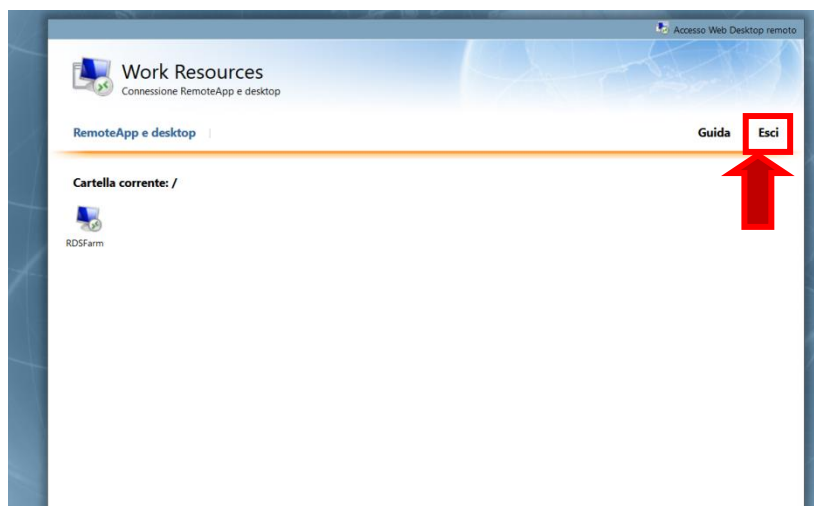 Accesso Web Desktop remoto
Work Resources
Connessione RemoteApp e desktop
RemoteApp e desktop
Guida Esci
Cartella corrente: /
RDSFarm